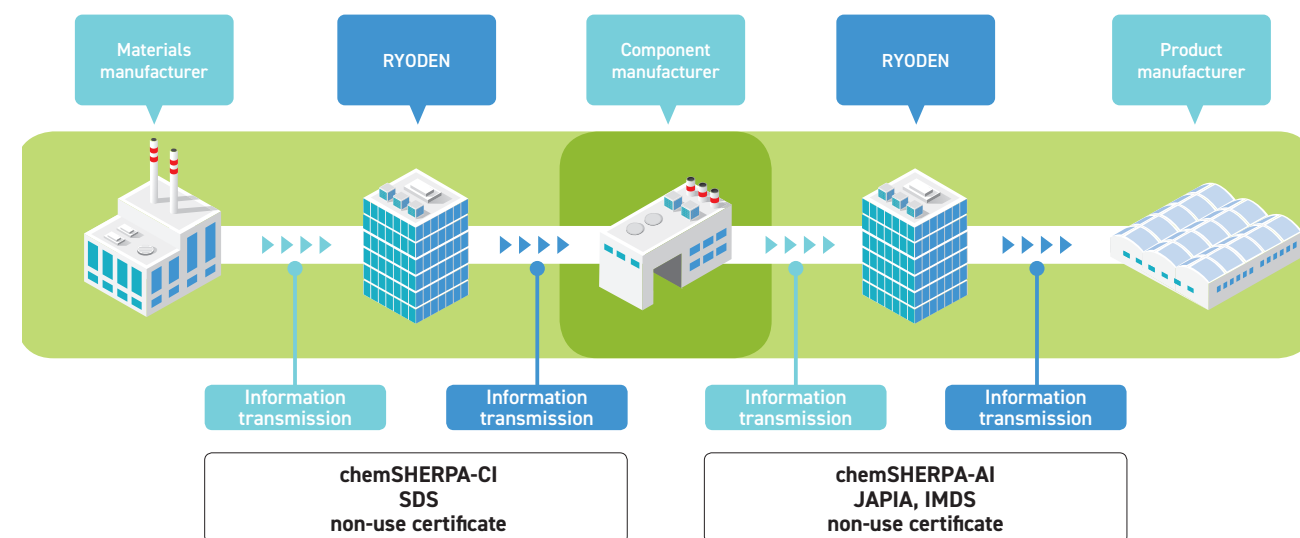 Materials
manufacturer
RYODEN
Component
manufacturer
RYODEN
Product
manufacturer
Information
transmission
Information
transmission
Information
transmission
Information
transmission
chemSHERPA-CI
SDS
non-use certificate
chemSHERPA-AI
JAPIA, IMDS
non-use certificate